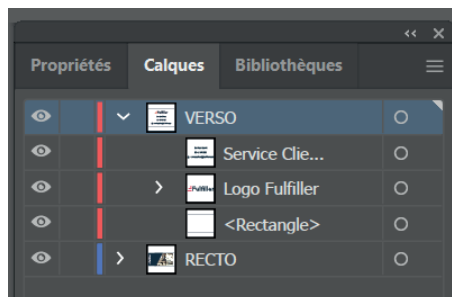 Propriétés Calques Bibliothèques
VERSO
Service Clie...
Logo Fulfiller
<Rectangle>
RECTO